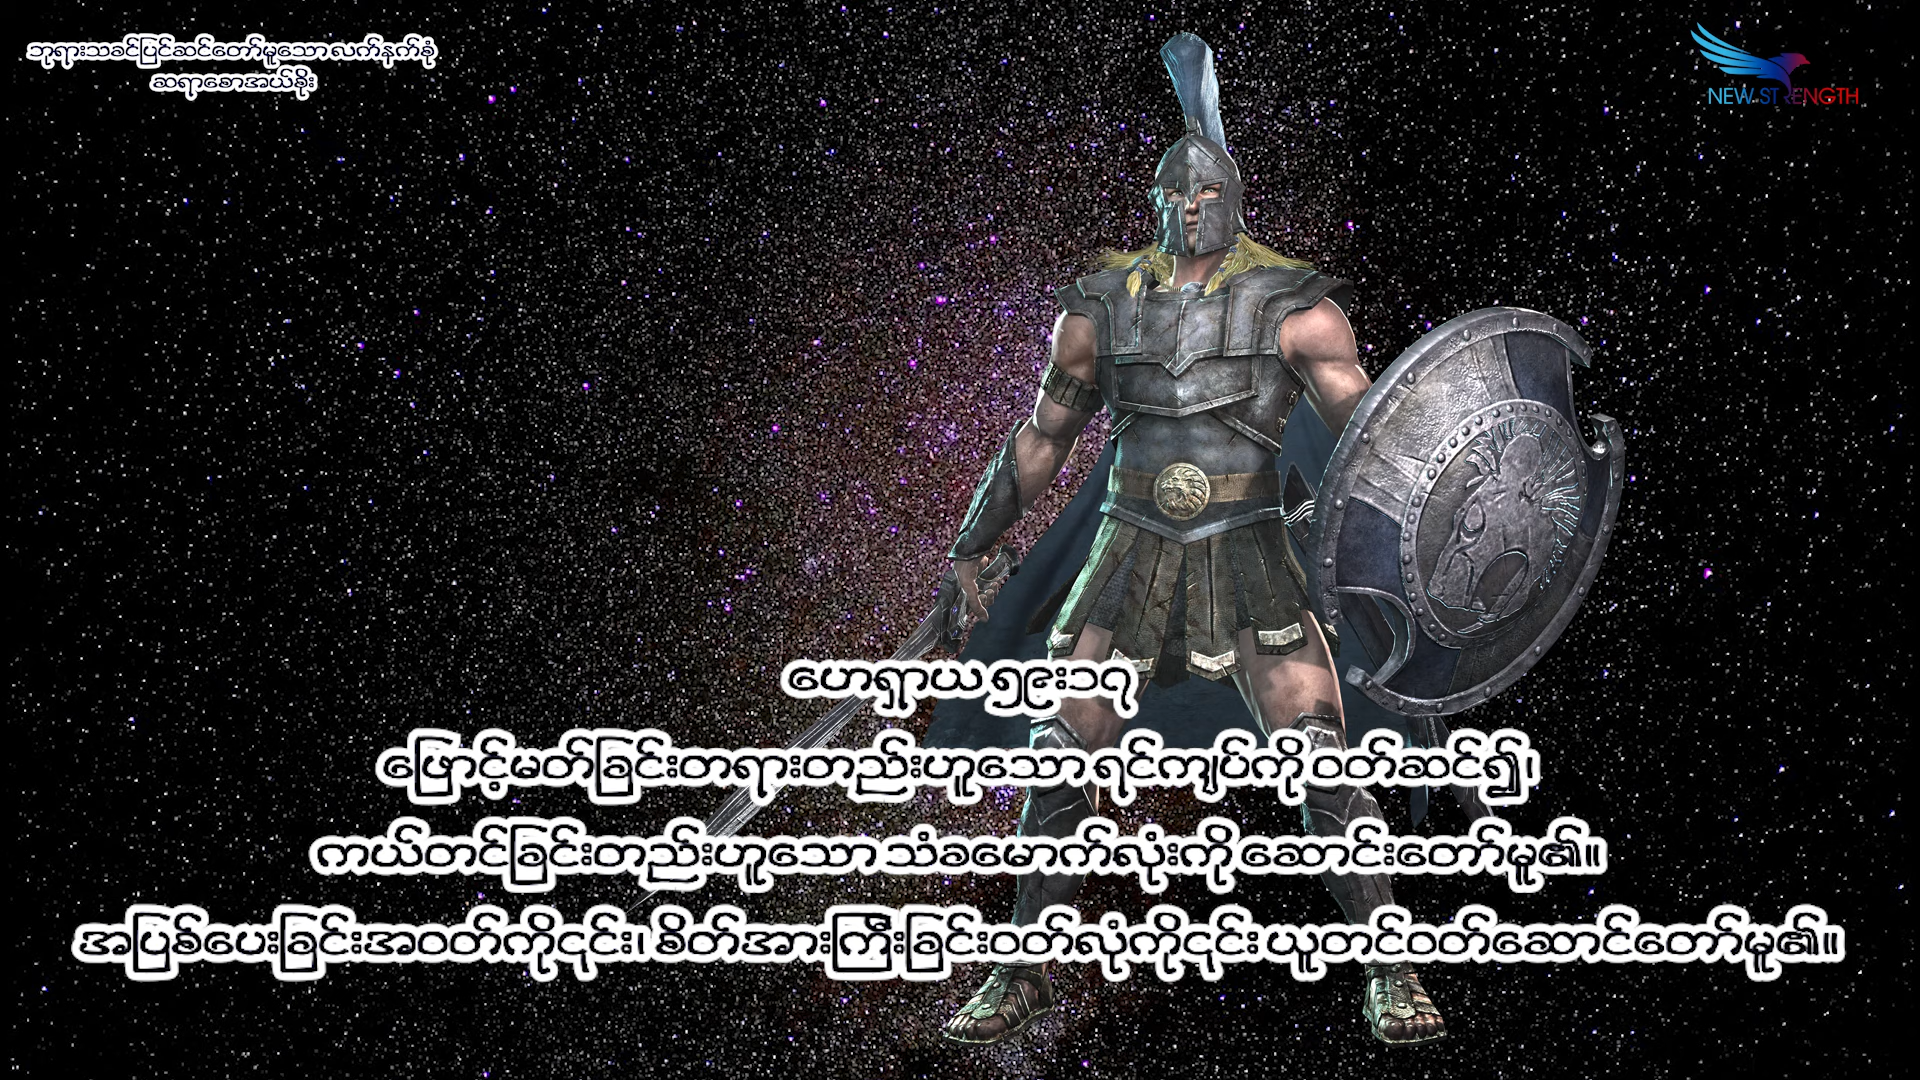 ဘုရားသခင်ပြင်ဆင်တော်မူသောလက်နက်စုံ
ဆရာစောအယ်ခိုး
NEW STRENGTH
ဟေရှာယ ၅၉း၁၇
ဖြောင့်မတ်ခြင်းတရားတည်းဟူသော ရင်ကျပ်ကို ဝတ်ဆင်၍၊
ကယ်တင်ခြင်းတည်းဟူသော သံခမောက်လုံးကို ဆောင်းတော်မူ၏။
အပြစ်ပေးခြင်းအဝတ်ကို၎င်း၊ စိတ်အားကြီးခြင်းဝတ်လုံကို၎င်း ယူတင်ဝတ်ဆောင်တော်မူ၏။